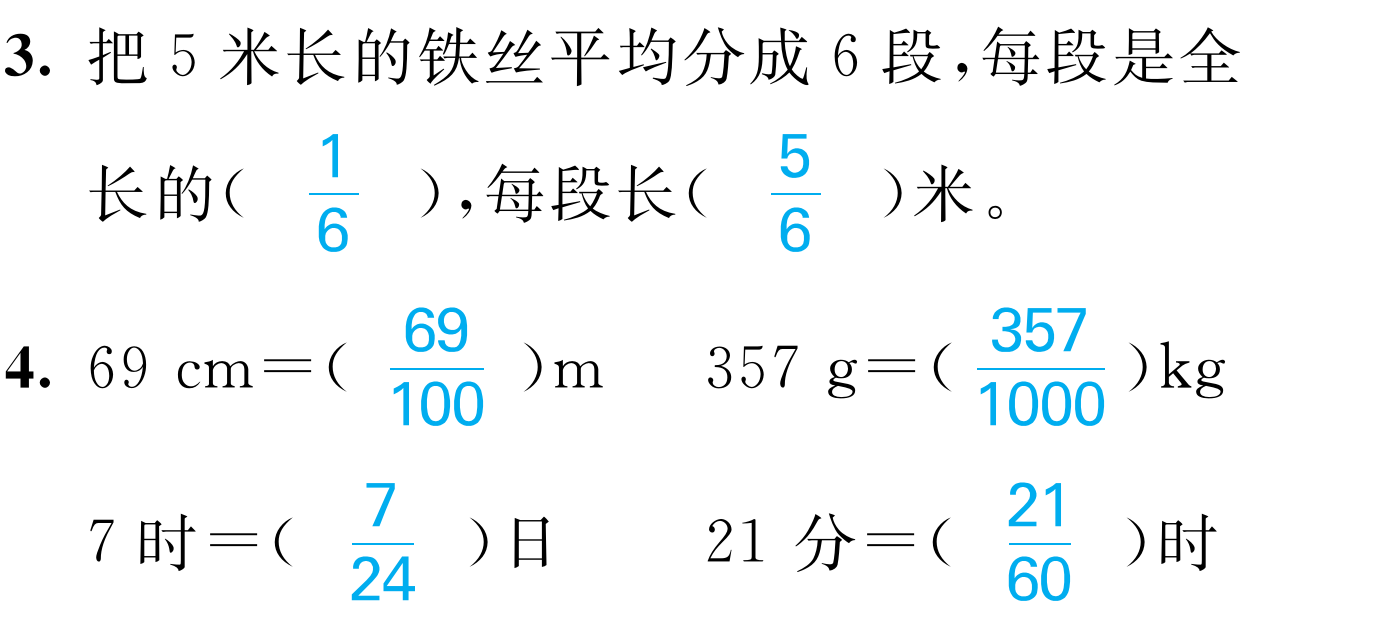 3. 把 5 米长的铁丝平均分成 6 段,每段是全
长的( 1/6 ),每段长( 5/6 )米。
4. 69 cm=( 69/100 )m 357 g=( 357/1000 )kg
7 时=( 7/24 )日 21 分=( 21/60 )时